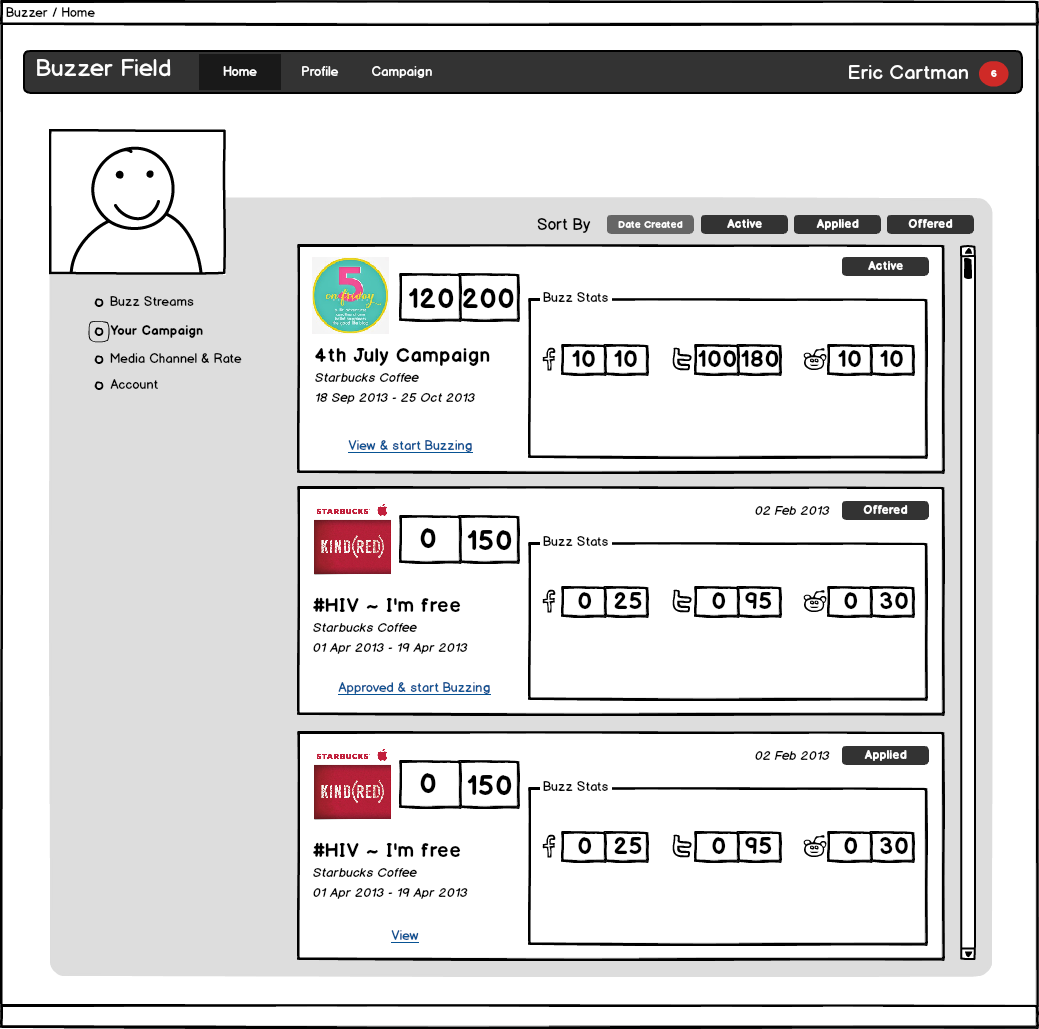 Buzzer / Home
Buzzer Field Home Profile Campaign Eric Cartman 6
Sort By Date Created Active Applied Offered
Buzz Streams
Your Campaign
Media Channel & Rate
Account
Active
5
on friday
120 200
Buzz Stats
10 10 100 180 10 10
4th July Campaign
Starbucks Coffee
18 Sep 2013 - 25 Oct 2013
View & start Buzzing
02 Feb 2013 Offered
STARBUCKS
KIND(RED)
0 150
Buzz Stats
0 25 0 95 0 30
#HIV ~ I'm free
Starbucks Coffee
01 Apr 2013 - 19 Apr 2013
Approved & start Buzzing
02 Feb 2013 Applied
STARBUCKS
KIND(RED)
0 150
Buzz Stats
0 25 0 95 0 30
#HIV ~ I'm free
Starbucks Coffee
01 Apr 2013 - 19 Apr 2013
View